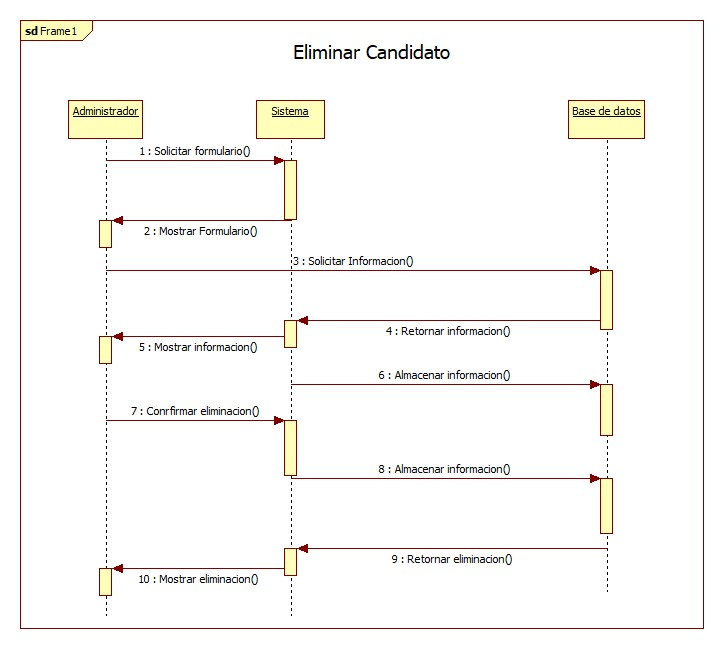 sd Frame1
Eliminar Candidato
Administrador
Sistema
Base de datos
1 : Solicitar formulario()
2 : Mostrar Formulario()
3 : Solicitar Informacion()
4 : Retornar informacion()
5 : Mostrar informacion()
6 : Almacenar informacion()
7 : Conrfirmar eliminacion()
8 : Almacenar informacion()
9 : Retornar eliminacion()
10 : Mostrar eliminacion()